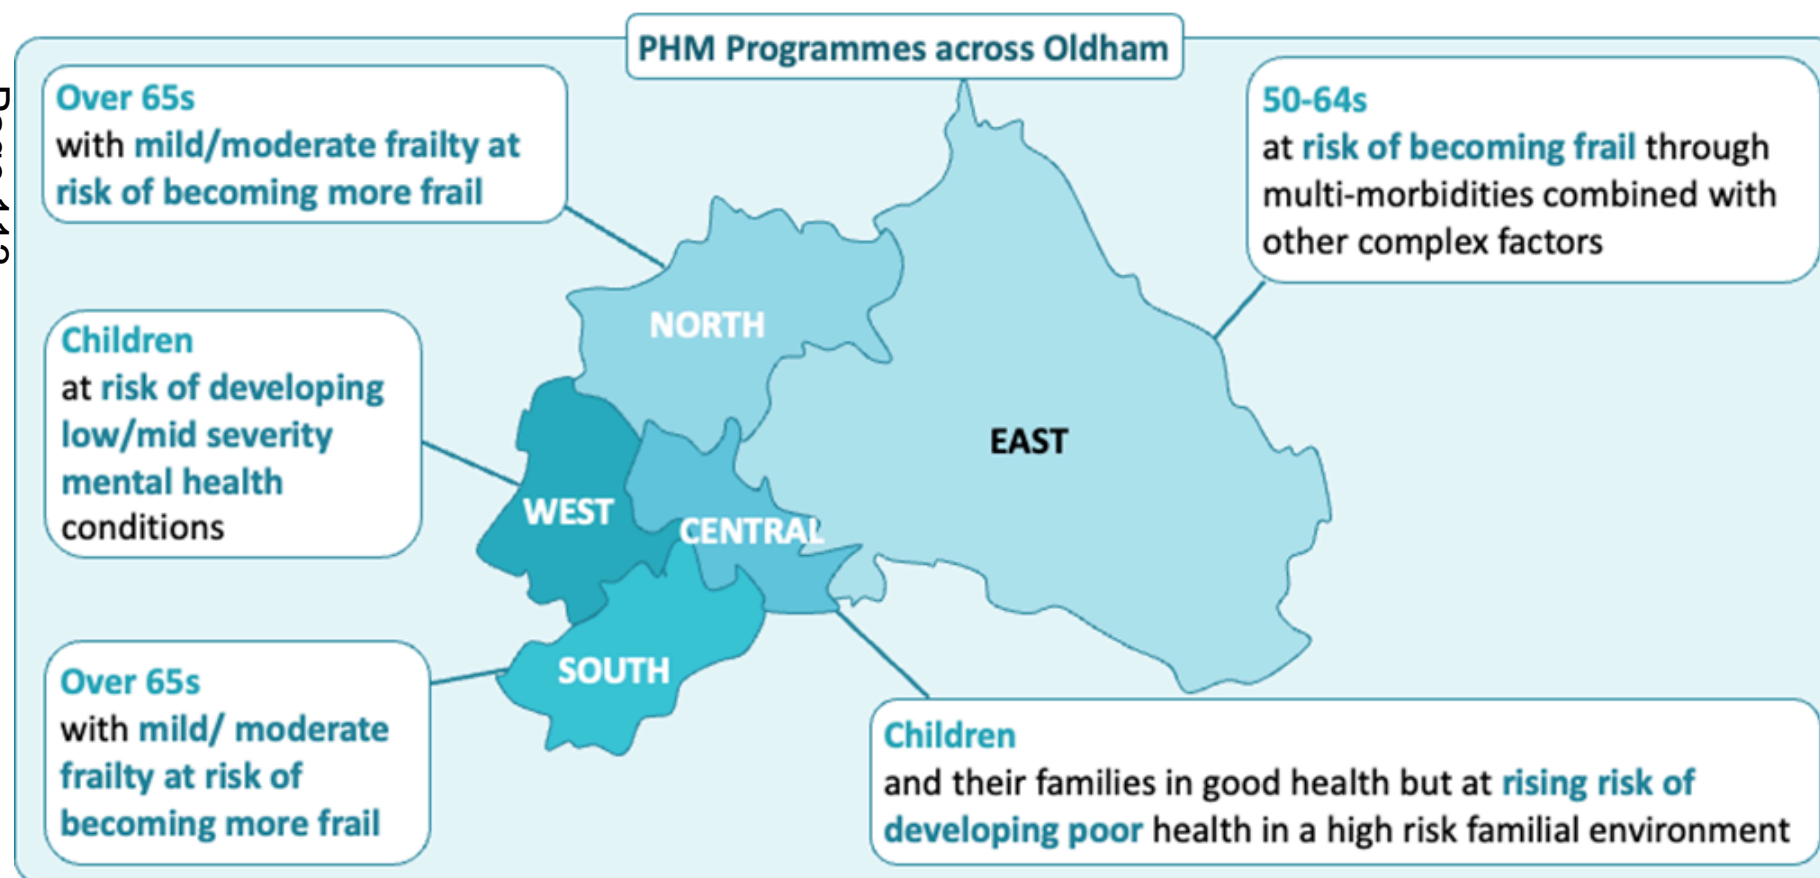 PHM Programmes across Oldham
Over 65s
with mild/moderate frailty at
risk of becoming more frail
50-64s
at risk of becoming frail through
multi-morbidities combined with
other complex factors
Children
at risk of developing
low/mid severity
mental health
conditions
NORTH
EAST
WEST
CENTRAL
SOUTH
Over 65s
with mild/ moderate
frailty at risk of
becoming more frail
Children
and their families in good health but at rising risk of
developing poor health in a high risk familial environment